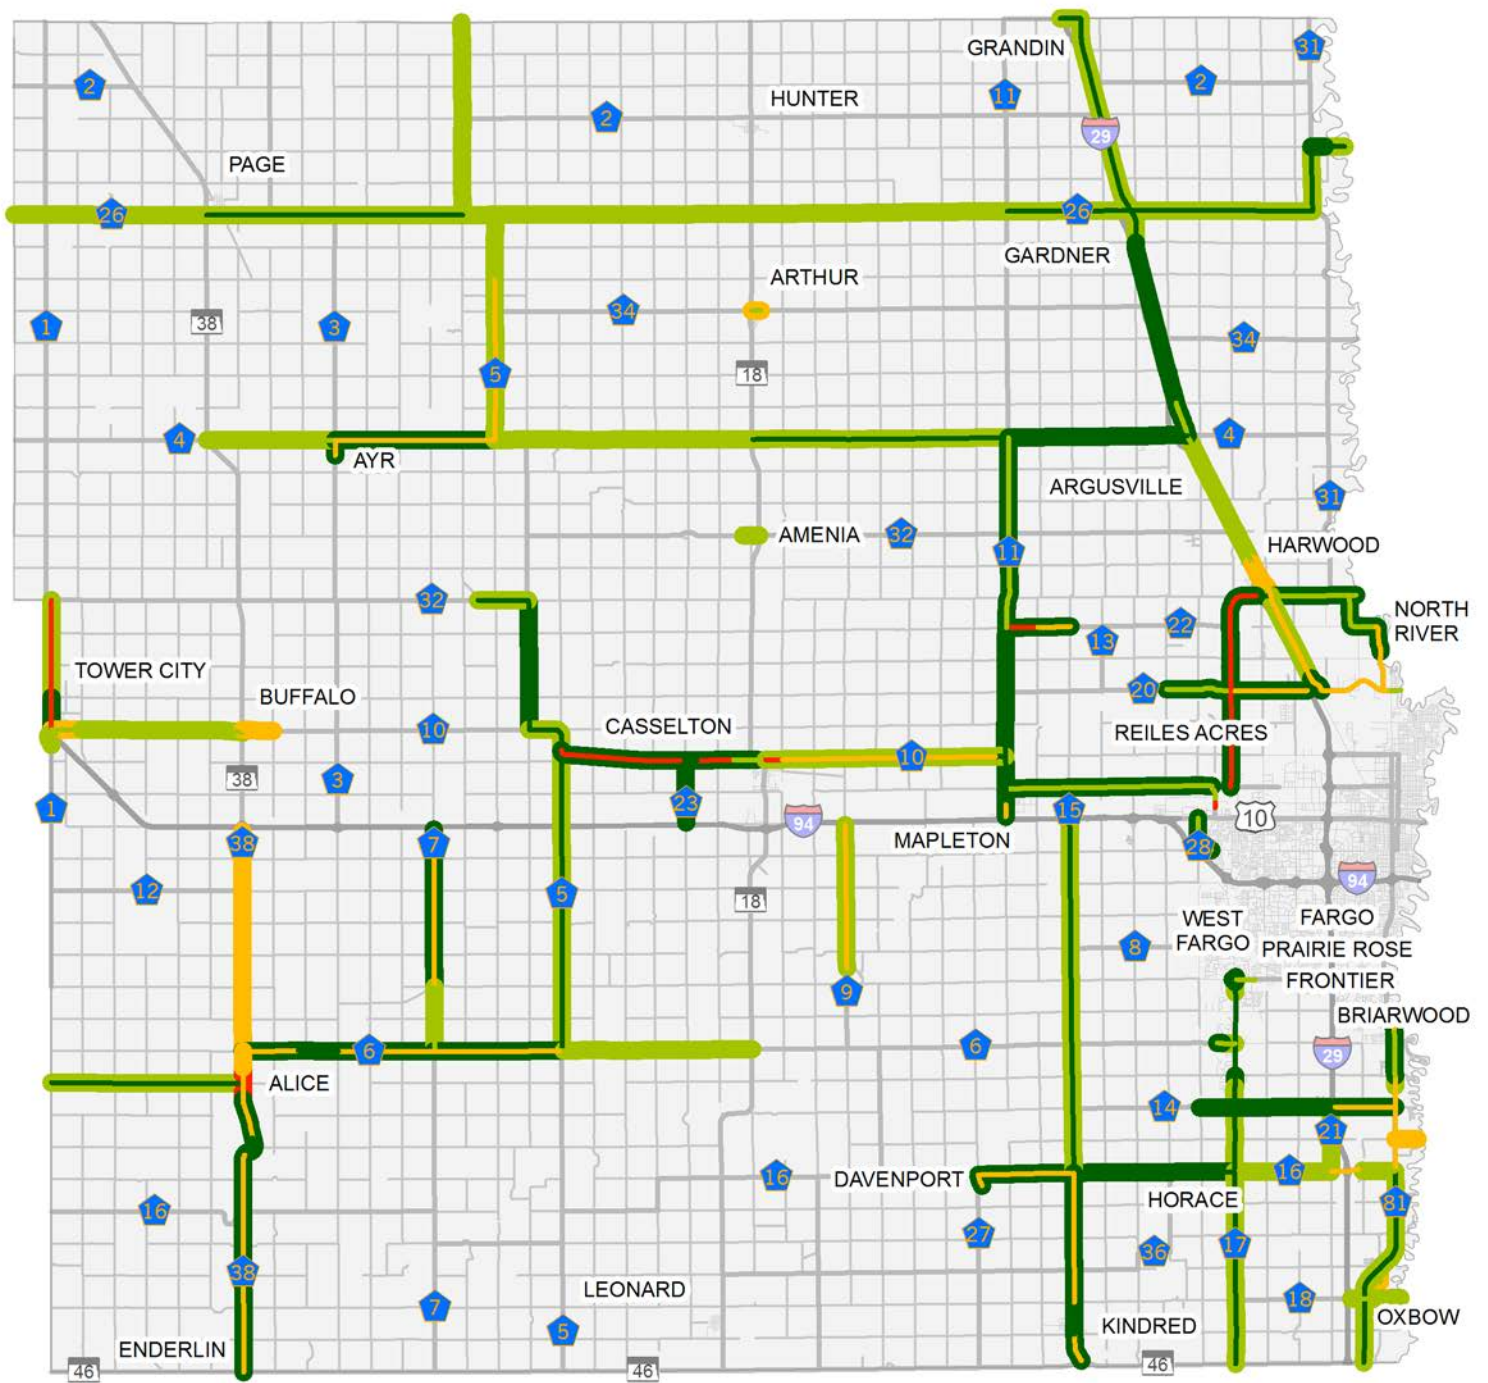 GRANDIN
31
2
2
11
HUNTER
2
29
PAGE
26
26
GARDNER
ARTHUR
34
1
38
3
34
5
18
4
4
AYR
ARGUSVILLE
31
AMENIA
32
11
HARWOOD
32
NORTH
RIVER
22
13
TOWER CITY
20
BUFFALO
10
CASSELTON
REILES ACRES
10
38
3
23
1
15
94
10
38
7
MAPLETON
28
94
12
5
18
WEST
FARGO
FARGO
8
PRAIRIE ROSE
9
FRONTIER
BRIARWOOD
6
6
29
ALICE
14
21
16
DAVENPORT
16
HORACE
81
16
27
36
17
38
LEONARD
7
18
5
KINDRED
OXBOW
ENDERLIN
46
46
46